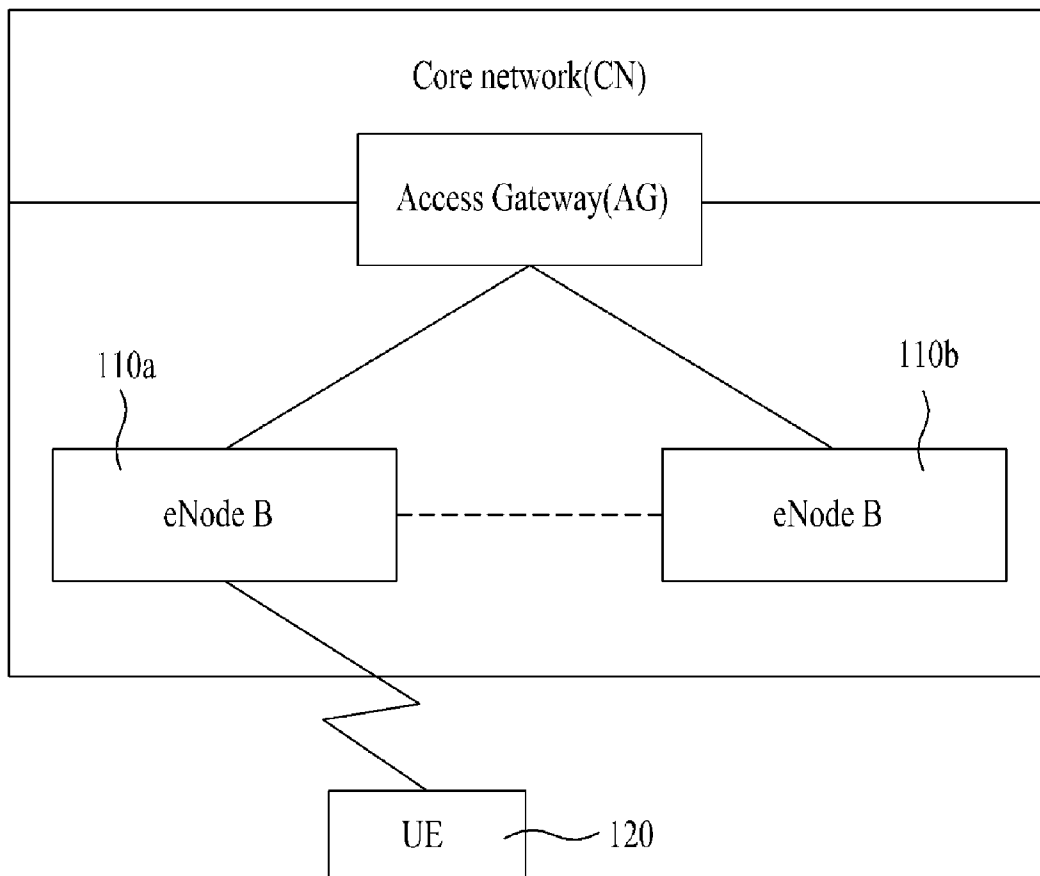 Core network(CN)
Access Gateway(AG)
110a
110b
eNode B
eNode B
UE
120